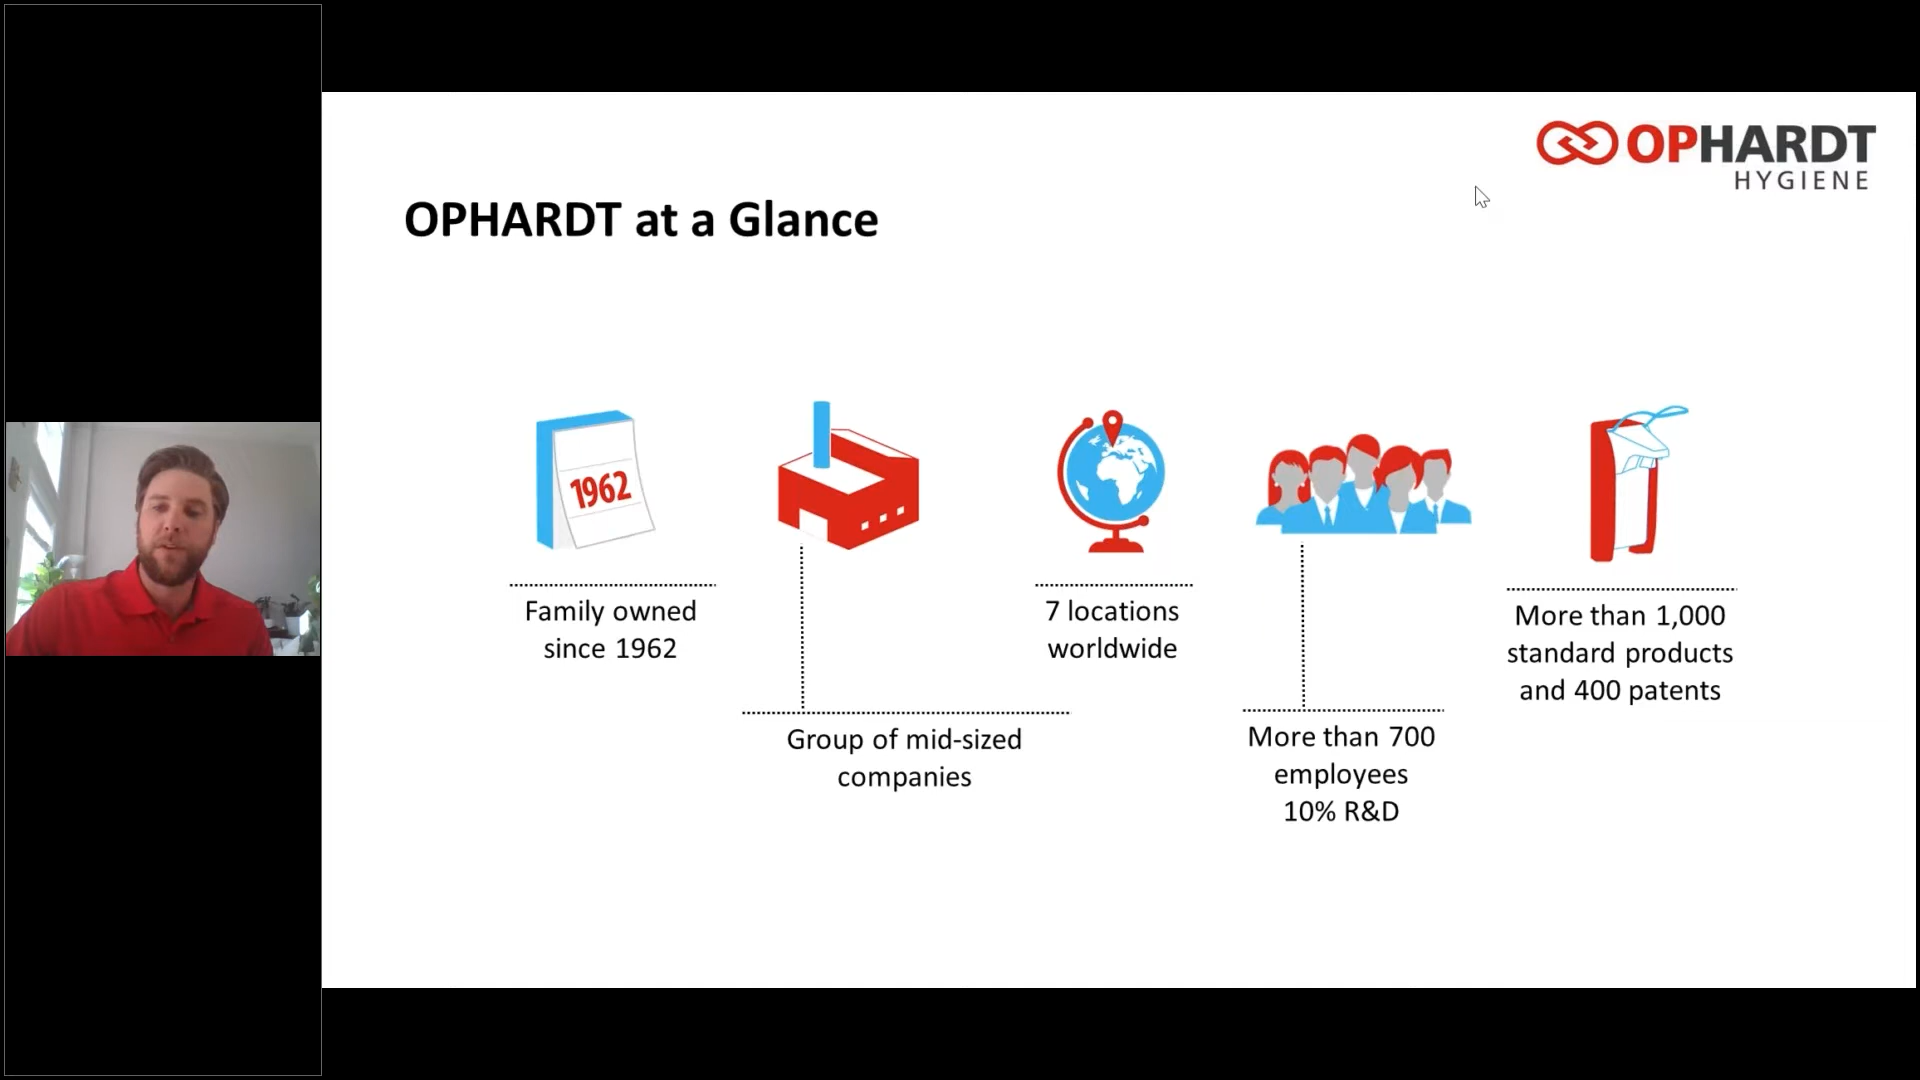 OPHARDT
HYGIENE
OPHARDT at a Glance
1962
Family owned
since 1962
Group of mid-sized
companies
7 locations
worldwide
More than 700
employees
10% R&D
More than 1,000
standard products
and 400 patents